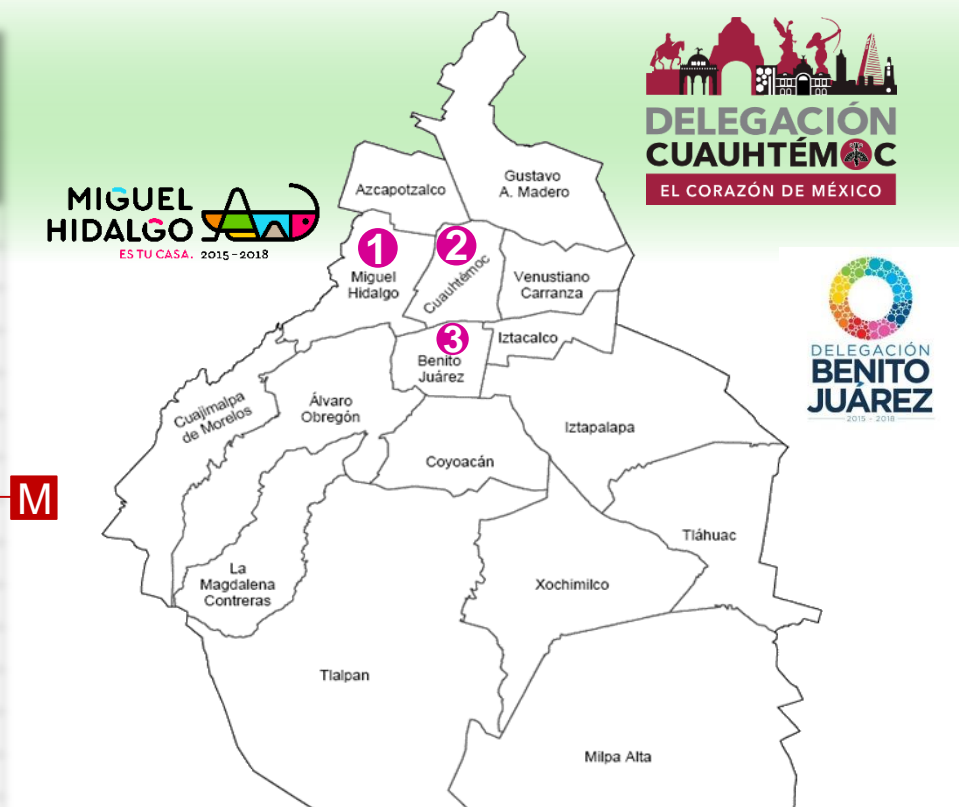 DELEGACIÓN
CUAUHTÉMOC
EL CORAZÓN DE MÉXICO
MIGUEL
HIDALGO
ES TU CASA. 2015-2018
Azcapotzalco
Gustavo
A. Madero
1
Miguel
Hidalgo
2
Cuauhtémoc
Venustiano
Carranza
3
Benito
Juárez
Iztacalco
DELEGACIÓN
BENITO
JUÁREZ
2015 - 2018
Cuajimalpa
de Morelos
Álvaro
Obregón
Iztapalapa
Coyoacán
M
Tláhuac
La
Magdalena
Contreras
Xochimilco
Tlalpan
Milpa Alta